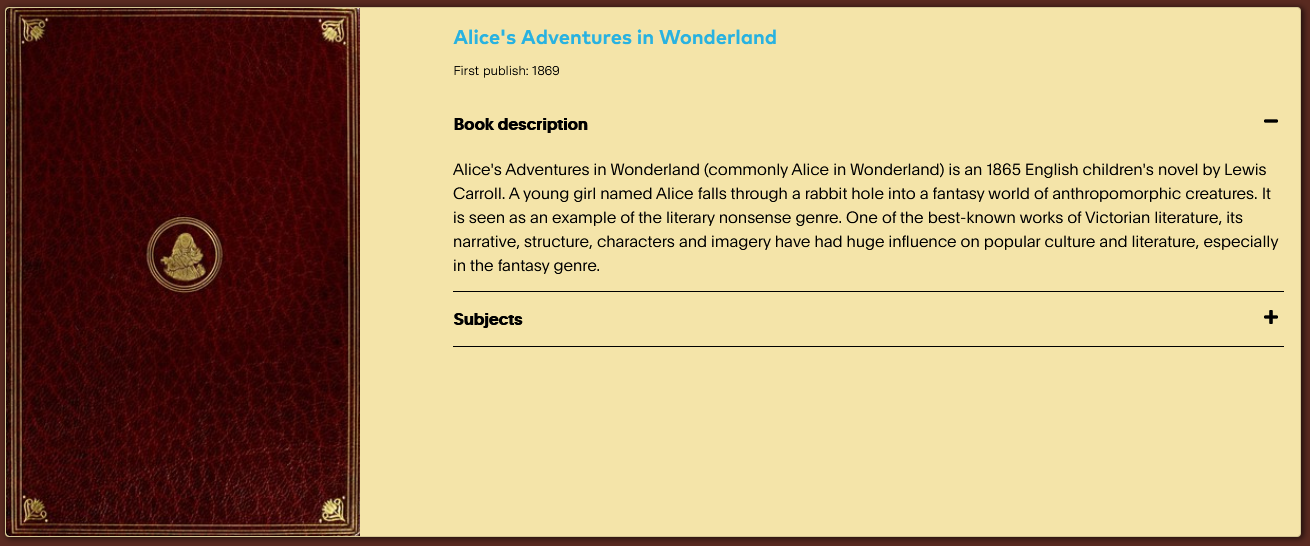 Alice's Adventures in Wonderland
First publish: 1869
Book description
Alice's Adventures in Wonderland (commonly Alice in Wonderland) is an 1865 English children's novel by Lewis
Carroll. A young girl named Alice falls through a rabbit hole into a fantasy world of anthropomorphic creatures. It
is seen as an example of the literary nonsense genre. One of the best-known works of Victorian literature, its
narrative, structure, characters and imagery have had huge influence on popular culture and literature, especially
in the fantasy genre.
Subjects